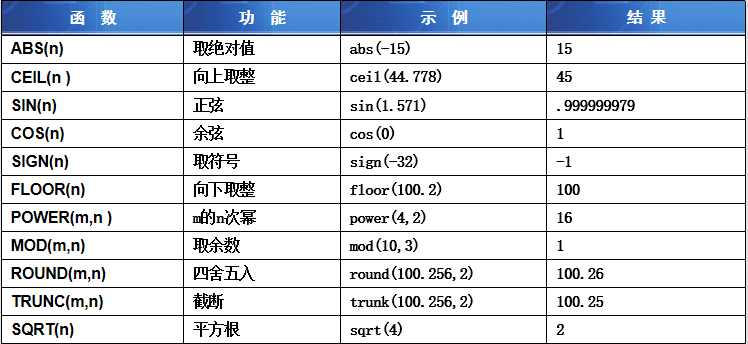 函 数 功 能 示 例 结 果
ABS(n) 取绝对值 abs(-15) 15
CEIL(n ) 向上取整 ceil(44.778) 45
SIN(n) 正弦 sin(1.571) .999999979
COS(n) 余弦 cos(0) 1
SIGN(n) 取符号 sign(-32) -1
FLOOR(n) 向下取整 floor(100.2) 100
POWER(m,n ) m的n次幂 power(4,2) 16
MOD(m,n) 取余数 mod(10,3) 1
ROUND(m,n) 四舍五入 round(100.256,2) 100.26
TRUNC(m,n) 截断 trunk(100.256,2) 100.25
SQRT(n) 平方根 sqrt(4) 2